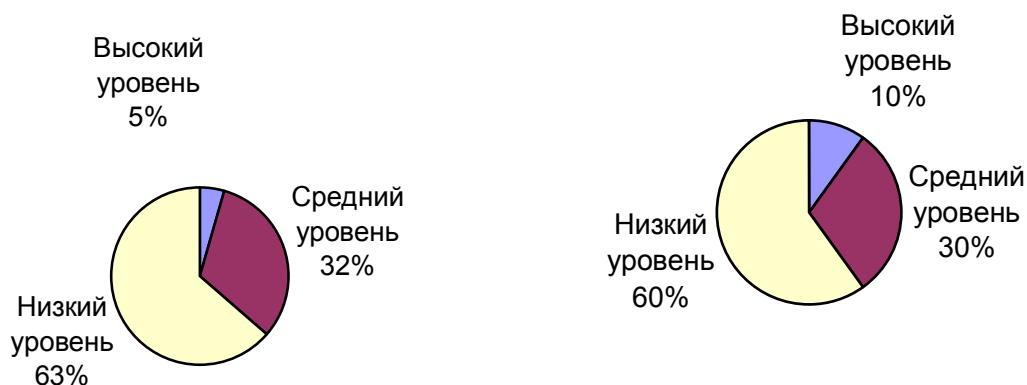 Высокий
уровень
5%
Средний
уровень
32%
Низкий
уровень
63%
Высокий
уровень
10%
Средний
уровень
30%
Низкий
уровень
60%